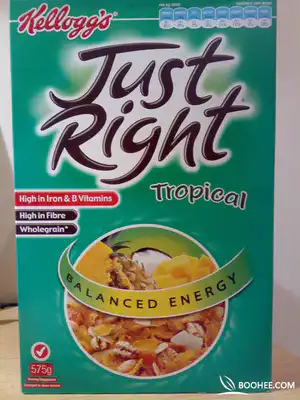 Kellogg's
Just
Right
Tropical
High in Iron & B Vitamins
High in Fibre
Wholegrain*
BALANCED ENERGY
575g
BOOHEE.COM